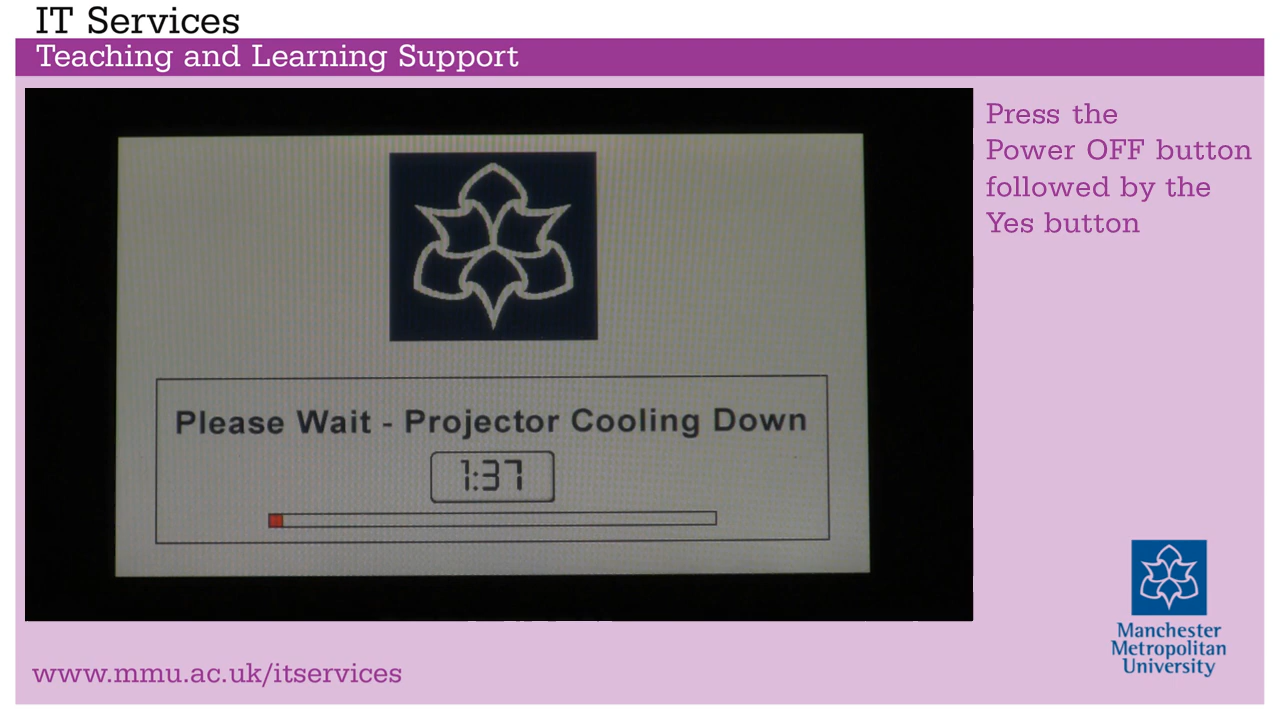 IT Services
Teaching and Learning Support
Press the
Power OFF button
followed by the
Yes button
Please Wait - Projector Cooling Down
1:37
Manchester
Metropolitan
University
www.mmu.ac.uk/itservices